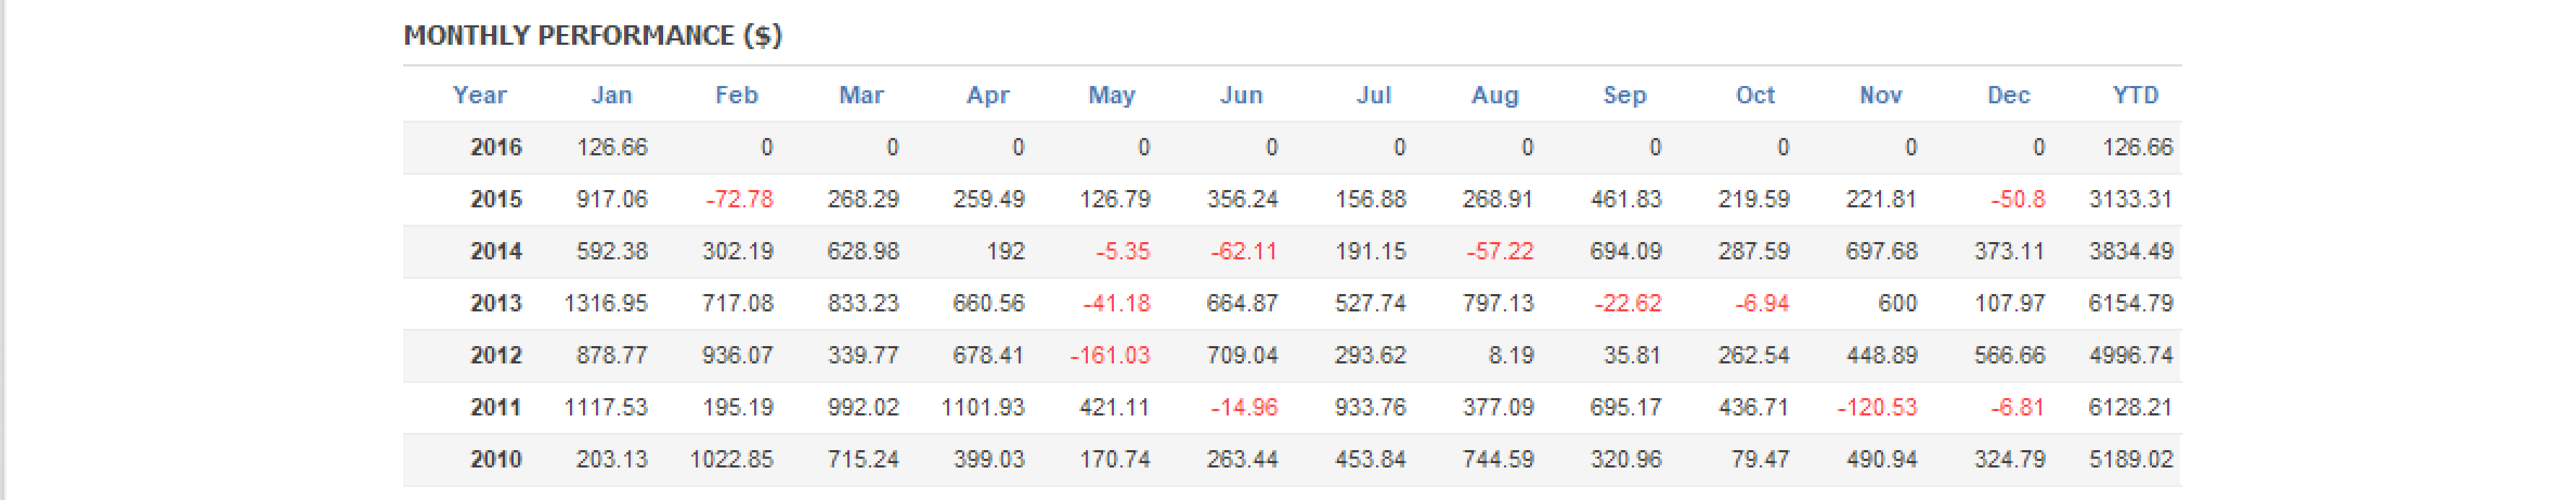 MONTHLY PERFORMANCE ($)
Year Jan Feb Mar Apr May Jun Jul Aug Sep Oct Nov Dec YTD
2016 126.66 0 0 0 0 0 0 0 0 0 0 0 126.66
2015 917.06 -72.78 268.29 259.49 126.79 356.24 156.88 268.91 461.83 219.59 221.81 -50.8 3133.31
2014 592.38 302.19 628.98 192 -5.35 -62.11 191.15 -57.22 694.09 287.59 697.68 373.11 3834.49
2013 1316.95 717.08 833.23 660.56 -41.18 664.87 527.74 797.13 -22.62 -6.94 600 107.97 6154.79
2012 878.77 936.07 339.77 678.41 -161.03 709.04 293.62 8.19 35.81 262.54 448.89 566.66 4996.74
2011 1117.53 195.19 992.02 1101.93 421.11 -14.96 933.76 377.09 695.17 436.71 -120.53 -6.81 6128.21
2010 203.13 1022.85 715.24 399.03 170.74 263.44 453.84 744.59 320.96 79.47 490.94 324.79 5189.02